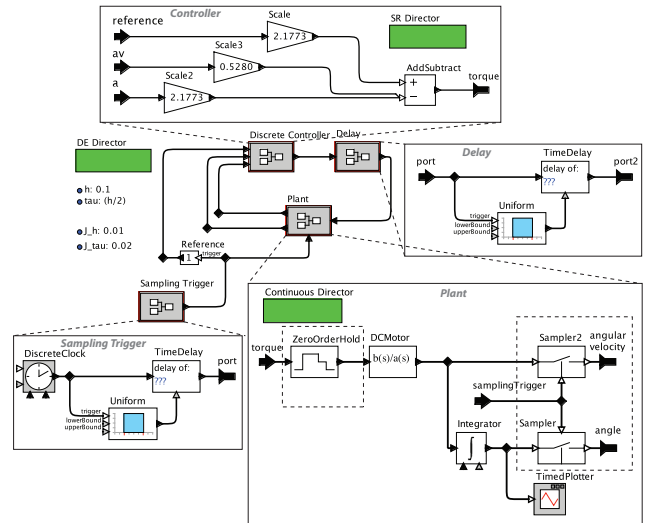 Controller
reference
Scale
2.1773
SR Director
av
Scale3
0.5280
a
Scale2
2.1773
AddSubtract
+
−
torque
DE Director
Discrete Controller
Delay
h: 0.1
tau: (h/2)
J_h: 0.01
J_tau: 0.02
Plant
Reference
1
trigger
Sampling Trigger
Delay
port
TimeDelay
port2
delay of:
???
Uniform
trigger
lowerBound
upperBound
Sampling Trigger
DiscreteClock
TimeDelay
port
delay of:
???
Uniform
trigger
lowerBound
upperBound
Plant
Continuous Director
ZeroOrderHold
DCMotor
b(s)/a(s)
torque
Sampler2
angular
velocity
samplingTrigger
Integrator
∫
Sampler
angle
TimedPlotter